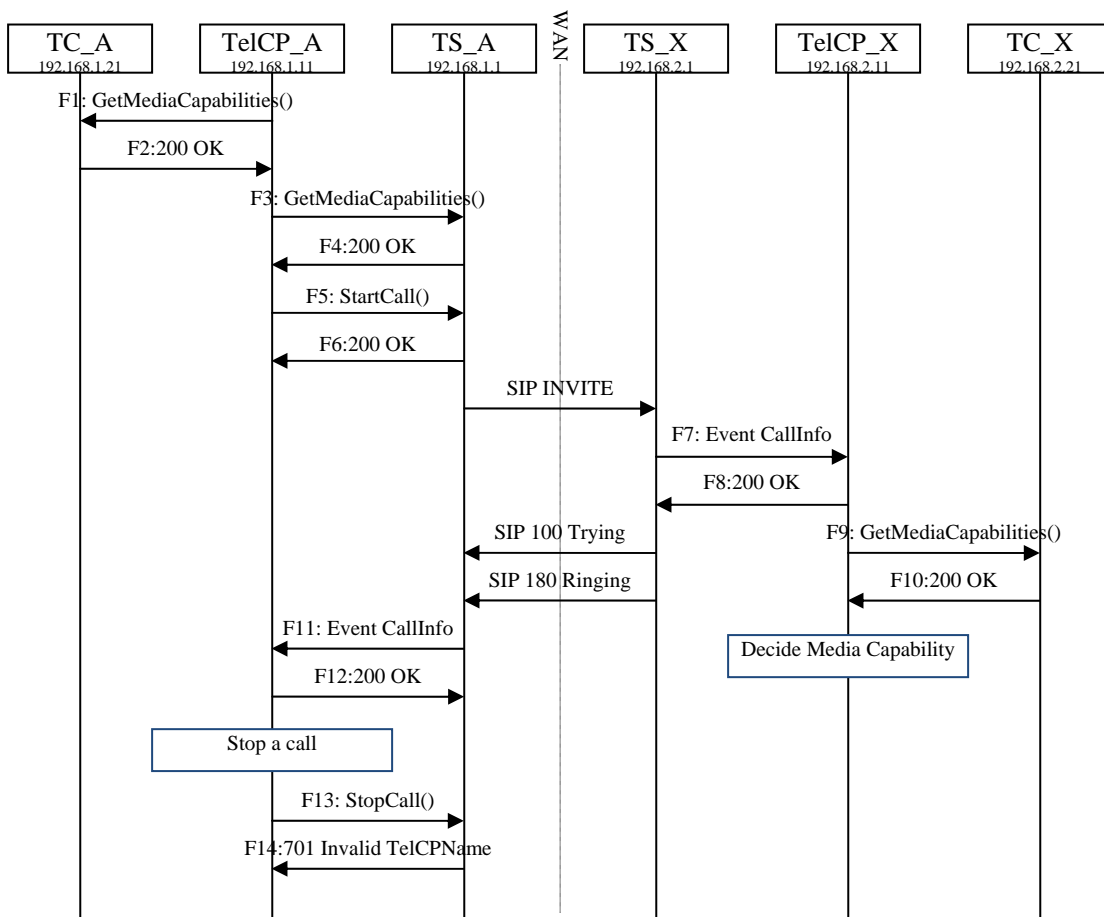 WAN
TC_A
192.168.1.21
TelCP_A
192.168.1.11
TS_A
192.168.1.1
TS_X
192.168.2.1
TelCP_X
192.168.2.11
TC_X
192.168.2.21
F1: GetMediaCapabilities()
F2:200 OK
F3: GetMediaCapabilities()
F4:200 OK
F5: StartCall()
F6:200 OK
SIP INVITE
F7: Event CallInfo
F8:200 OK
SIP 100 Trying
F9: GetMediaCapabilities()
SIP 180 Ringing
F10:200 OK
F11: Event CallInfo
Decide Media Capability
F12:200 OK
Stop a call
F13: StopCall()
F14:701 Invalid TelCPName